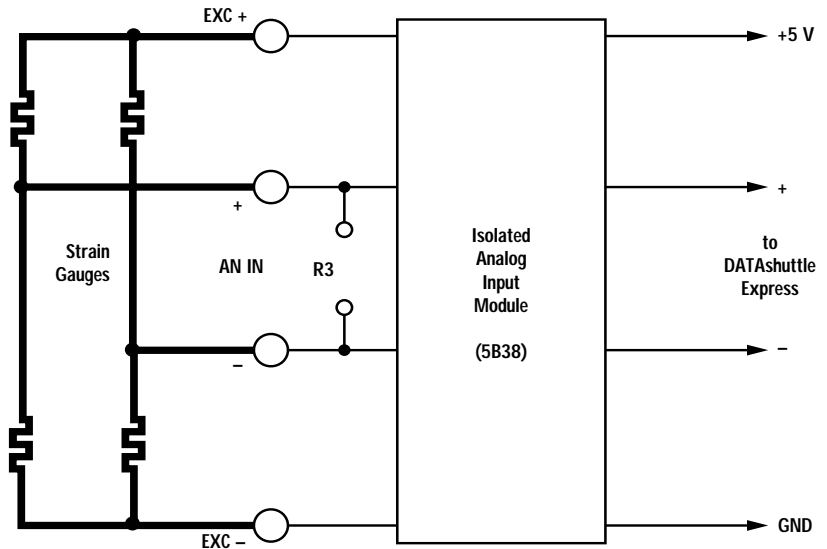 EXC +
+5 V
+
+
Strain
Gauges
AN IN
R3
Isolated
Analog
Input
Module
(5B38)
to
DATAshuttle
Express
–
–
EXC –
GND